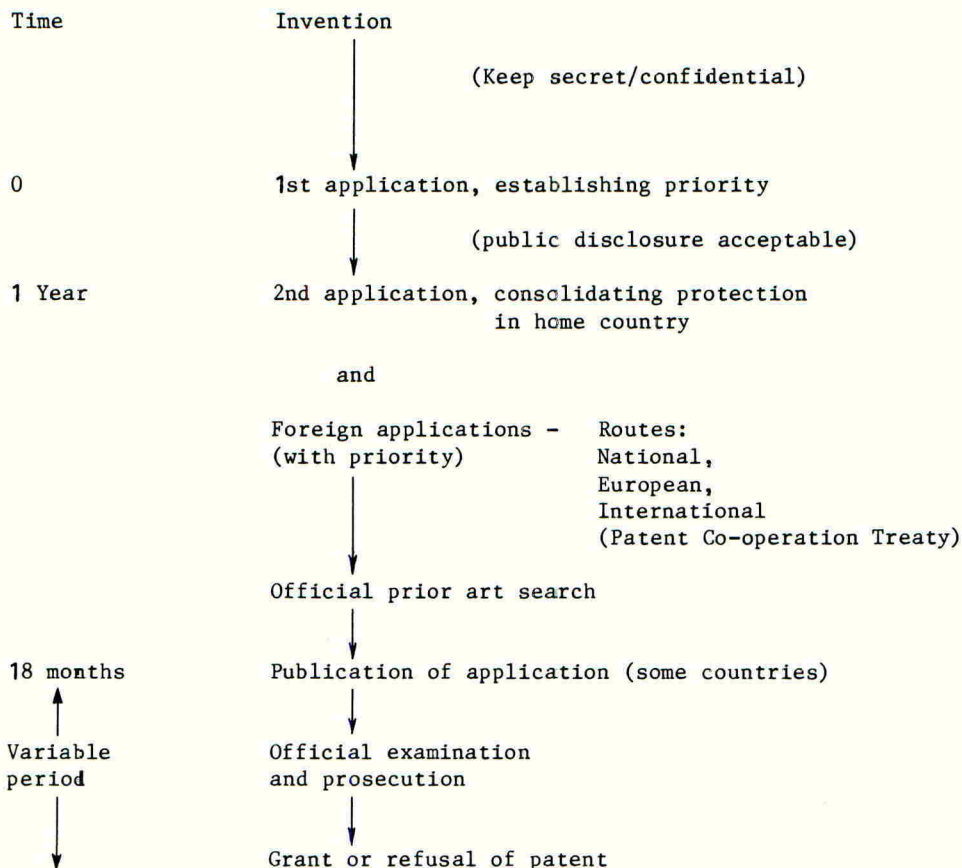 Time Invention
(Keep secret/confidential)
0 1st application, establishing priority
(public disclosure acceptable)
1 Year 2nd application, consolidating protection
in home country
and
Foreign applications - Routes:
(with priority) National,
European,
International
(Patent Co-operation Treaty)
Official prior art search
18 months Publication of application (some countries)
Variable Official examination
period and prosecution
Grant or refusal of patent